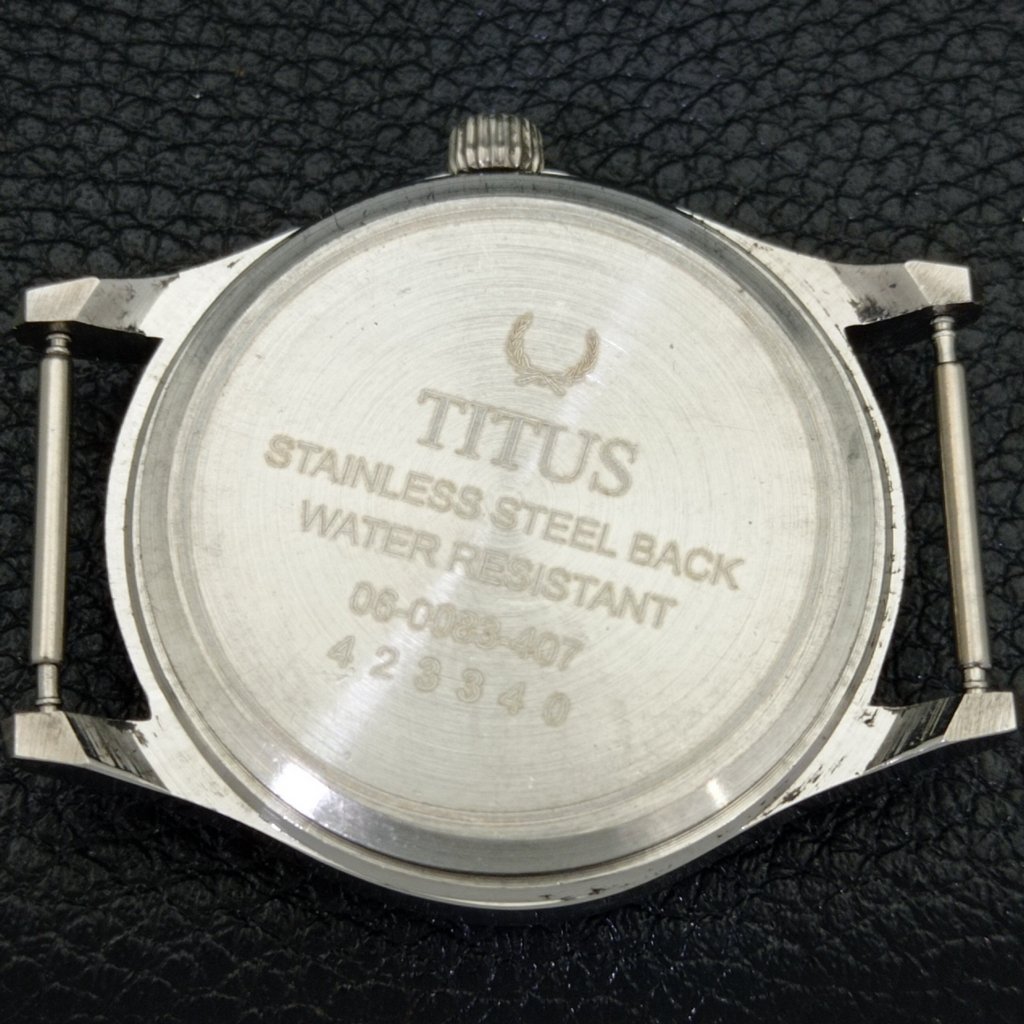 TITUS
STAINLESS STEEL BACK
WATER RESISTANT
06-0083-407
423340